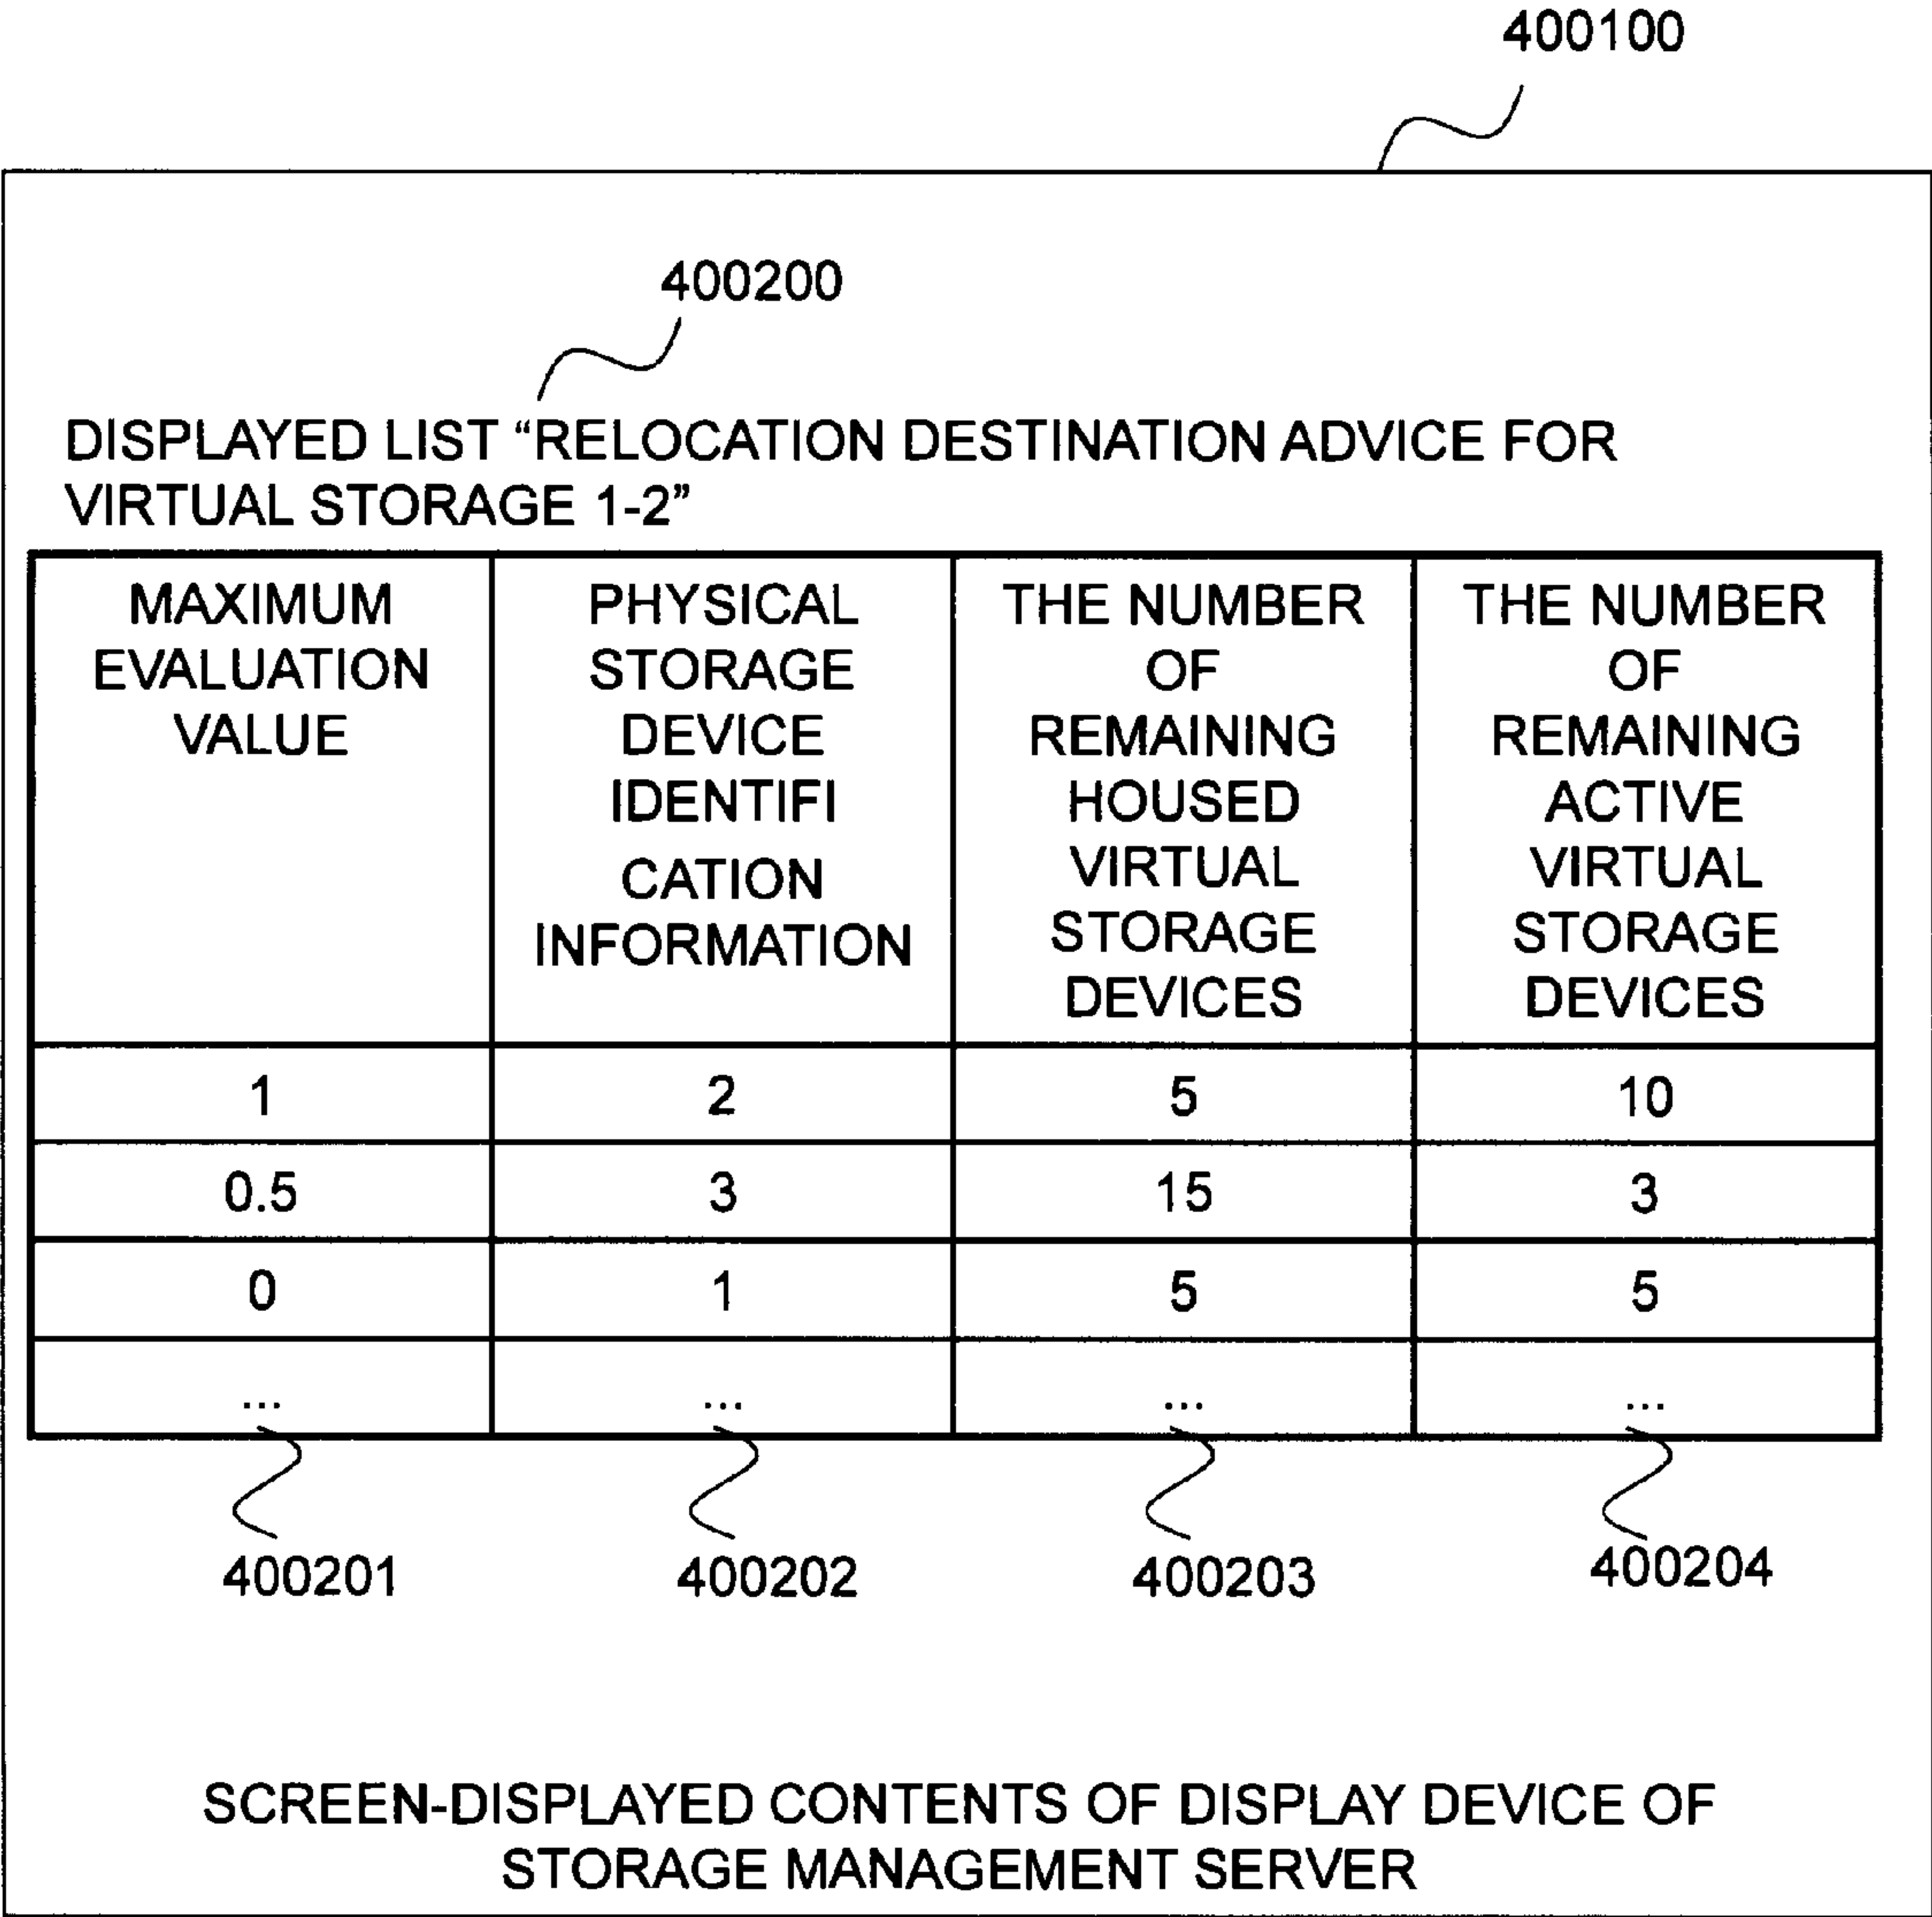 400100
400200
DISPLAYED LIST “RELOCATION DESTINATION ADVICE FOR
VIRTUAL STORAGE 1-2”
MAXIMUM
EVALUATION
VALUE
PHYSICAL
STORAGE
DEVICE
IDENTIFI
CATION
INFORMATION
THE NUMBER
OF
REMAINING
HOUSED
VIRTUAL
STORAGE
DEVICES
THE NUMBER
OF
REMAINING
ACTIVE
VIRTUAL
STORAGE
DEVICES
1 2 5 10
0.5 3 15 3
0 1 5 5
... ... ... ...
400201 400202 400203 400204
SCREEN-DISPLAYED CONTENTS OF DISPLAY DEVICE OF
STORAGE MANAGEMENT SERVER